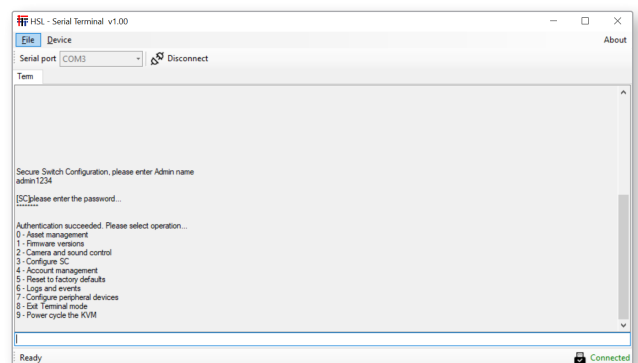 HSL - Serial Terminal v1.00
File Device About
Serial port COM3 Disconnect
Term
Secure Switch Configuration, please enter Admin name
admin1234
[SC]please enter the password...
********
Authentication succeeded. Please select operation...
0 - Asset management
1 - Firmware versions
2 - Camera and sound control
3 - Configure SC
4 - Account management
5 - Reset to factory defaults
6 - Logs and events
7 - Configure peripheral devices
8 - Exit Terminal mode
9 - Power cycle the KVM
Ready Connected